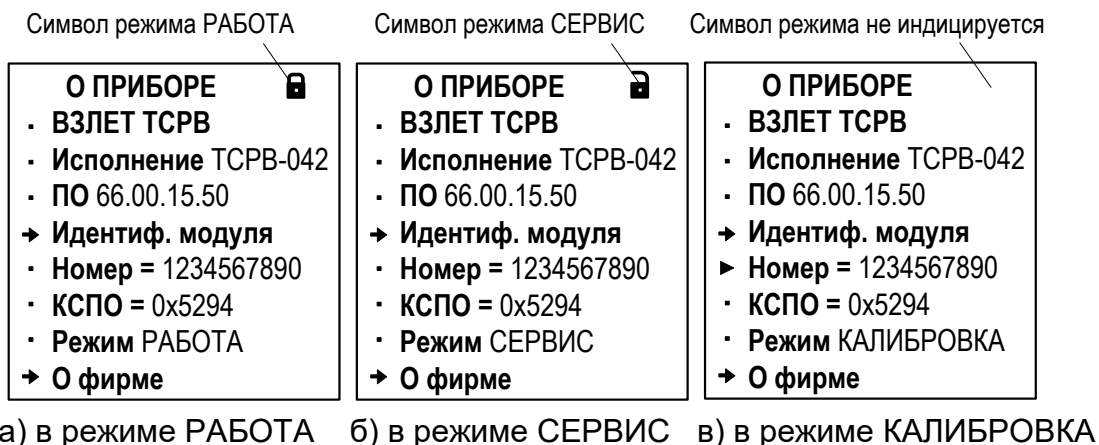 Символ режима РАБОТА
Символ режима СЕРВИС
Символ режима не индицируется
О ПРИБОРЕ
ВЗЛЕТ ТСРВ
Исполнение ТСРВ-042
ПО 66.00.15.50
Идентиф. модуля
Номер = 1234567890
КСПО = 0x5294
Режим РАБОТА
О фирме
О ПРИБОРЕ
ВЗЛЕТ ТСРВ
Исполнение ТСРВ-042
ПО 66.00.15.50
Идентиф. модуля
Номер = 1234567890
КСПО = 0x5294
Режим СЕРВИС
О фирме
О ПРИБОРЕ
ВЗЛЕТ ТСРВ
Исполнение ТСРВ-042
ПО 66.00.15.50
Идентиф. модуля
Номер = 1234567890
КСПО = 0x5294
Режим КАЛИБРОВКА
О фирме
а) в режиме РАБОТА
б) в режиме СЕРВИС
в) в режиме КАЛИБРОВКА